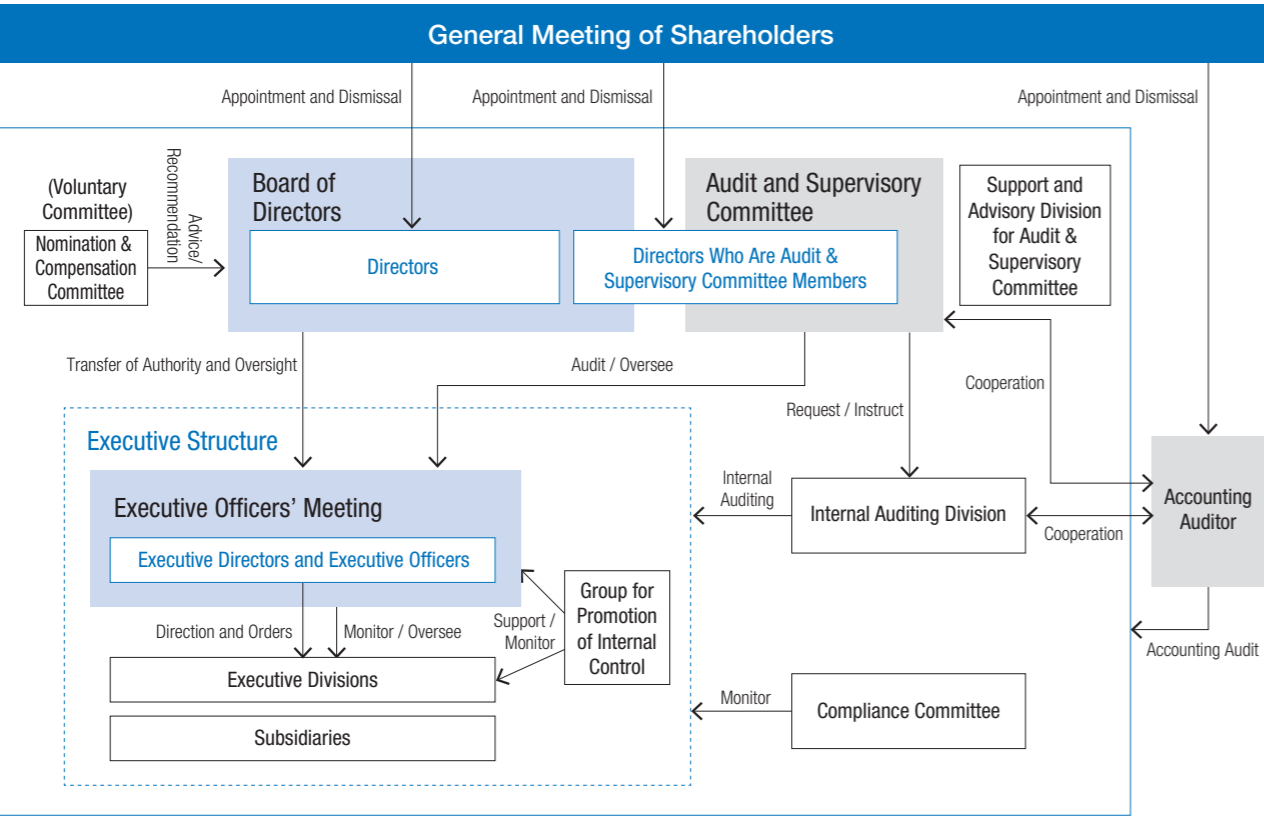 General Meeting of Shareholders
Appointment and Dismissal
Appointment and Dismissal
Appointment and Dismissal
(Voluntary
Committee)
Nomination &
Compensation
Committee
Advice/
Recommendation
Board of
Directors
Directors
Audit and Supervisory
Committee
Directors Who Are Audit &
Supervisory Committee Members
Support and
Advisory Division
for Audit &
Supervisory
Committee
Transfer of Authority and Oversight
Audit / Oversee
Request / Instruct
Cooperation
Executive Structure
Executive Officers’ Meeting
Executive Directors and Executive Officers
Internal
Auditing
Internal Auditing Division
Cooperation
Accounting
Auditor
Direction and Orders
Monitor / Oversee
Support /
Monitor
Group for
Promotion
of Internal
Control
Accounting Audit
Executive Divisions
Subsidiaries
Monitor
Compliance Committee